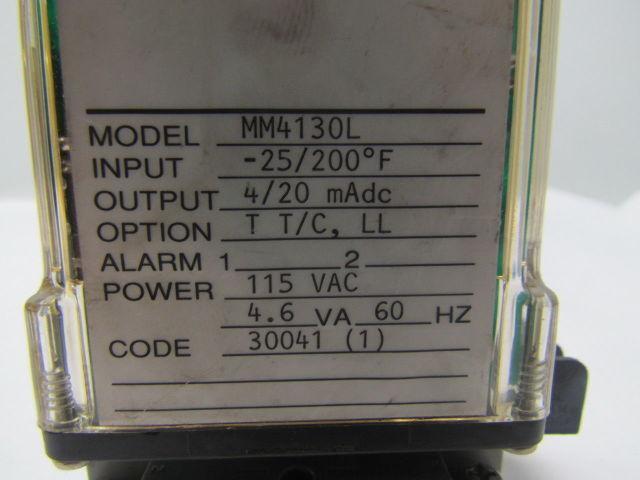 MODEL MM4130L
INPUT -25/200°F
OUTPUT 4/20 mAdc
OPTION T T/C, LL
ALARM 1 2
POWER 115 VAC
4.6 VA 60 HZ
CODE 30041 (1)